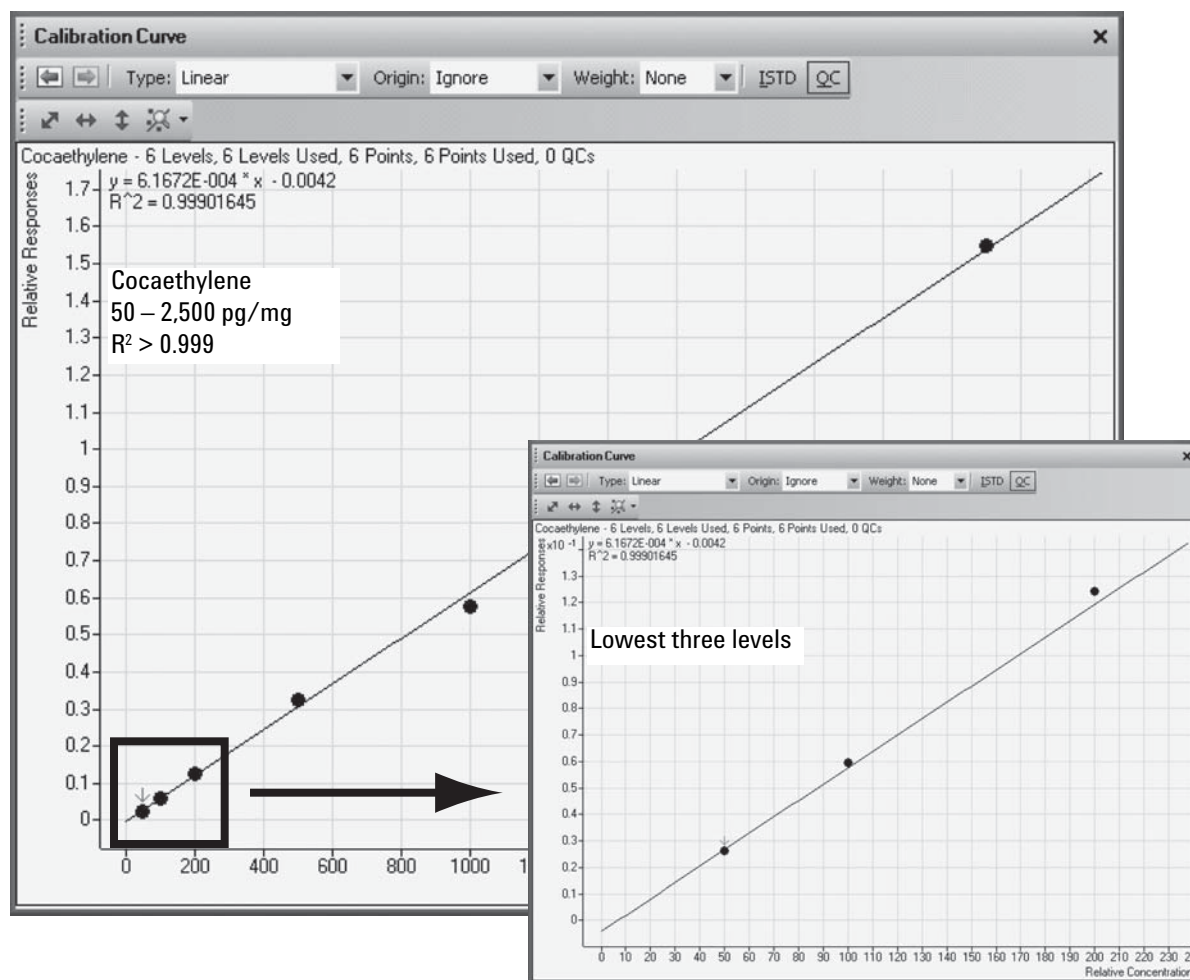 Calibration Curve
Type: Linear Origin: Ignore Weight: None ISTD QC
Cocaethylene - 6 Levels, 6 Levels Used, 6 Points, 6 Points Used, 0 QCs
y = 6.1672E-004 * x - 0.0042
R^2 = 0.99901645
Relative Responses
1.7
1.6
1.5
1.4
1.3
1.2
1.1
1
0.9
0.8
0.7
0.6
0.5
0.4
0.3
0.2
0.1
0
Cocaethylene
50 – 2,500 pg/mg
R² > 0.999
0 200 400 600 800 1000 1
Calibration Curve
Type: Linear Origin: Ignore Weight: None ISTD QC
Cocaethylene - 6 Levels, 6 Levels Used, 6 Points, 6 Points Used, 0 QCs
x10 -1
y = 6.1672E-004 * x - 0.0042
R^2 = 0.99901645
Relative Responses
1.3
1.2
1.1
1
0.9
0.8
0.7
0.6
0.5
0.4
0.3
0.2
0.1
0
Lowest three levels
0 10 20 30 40 50 60 70 80 90 100 110 120 130 140 150 160 170 180 190 200 210 220 230 2
Relative Concentration